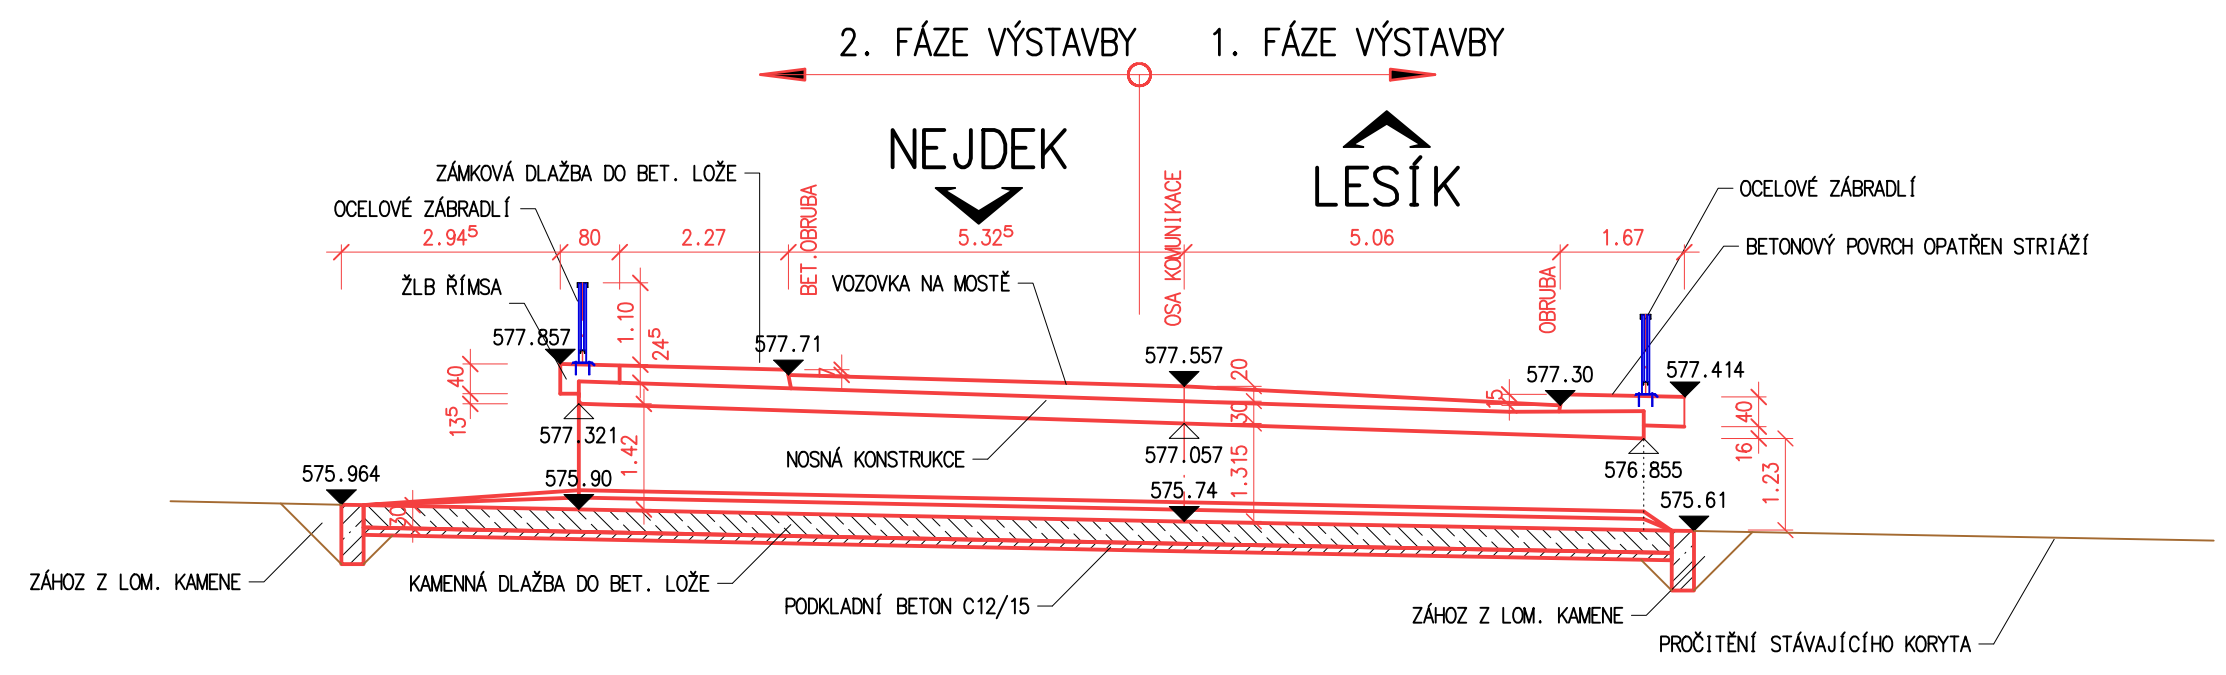 2. FÁZE VÝSTAVBY 1. FÁZE VÝSTAVBY
NEJDEK
LESÍK
ZÁMKOVÁ DLAŽBA DO BET. LOŽE
OCELOVÉ ZÁBRADLÍ
OCELOVÉ ZÁBRADLÍ
BET.OBRUBA
OSA KOMUNIKACE
OBRUBA
2.94⁵ 80 2.27 5.32⁵ 5.06 1.67
BETONOVÝ POVRCH OPATŘEN STRIÁŽÍ
ŽLB ŘÍMSA
VOZOVKA NA MOSTĚ
1.10
24⁵
577.857
577.71
577.557
577.30
577.414
40
13⁵
7
20
30
15
40
16
577.321
577.057
576.855
1.42
1.315
1.23
NOSNÁ KONSTRUKCE
575.964
575.90
575.74
575.61
30
ZÁHOZ Z LOM. KAMENE
KAMENNÁ DLAŽBA DO BET. LOŽE
PODKLADNÍ BETON C12/15
ZÁHOZ Z LOM. KAMENE
PROČITĚNÍ STÁVAJÍCÍHO KORYTA